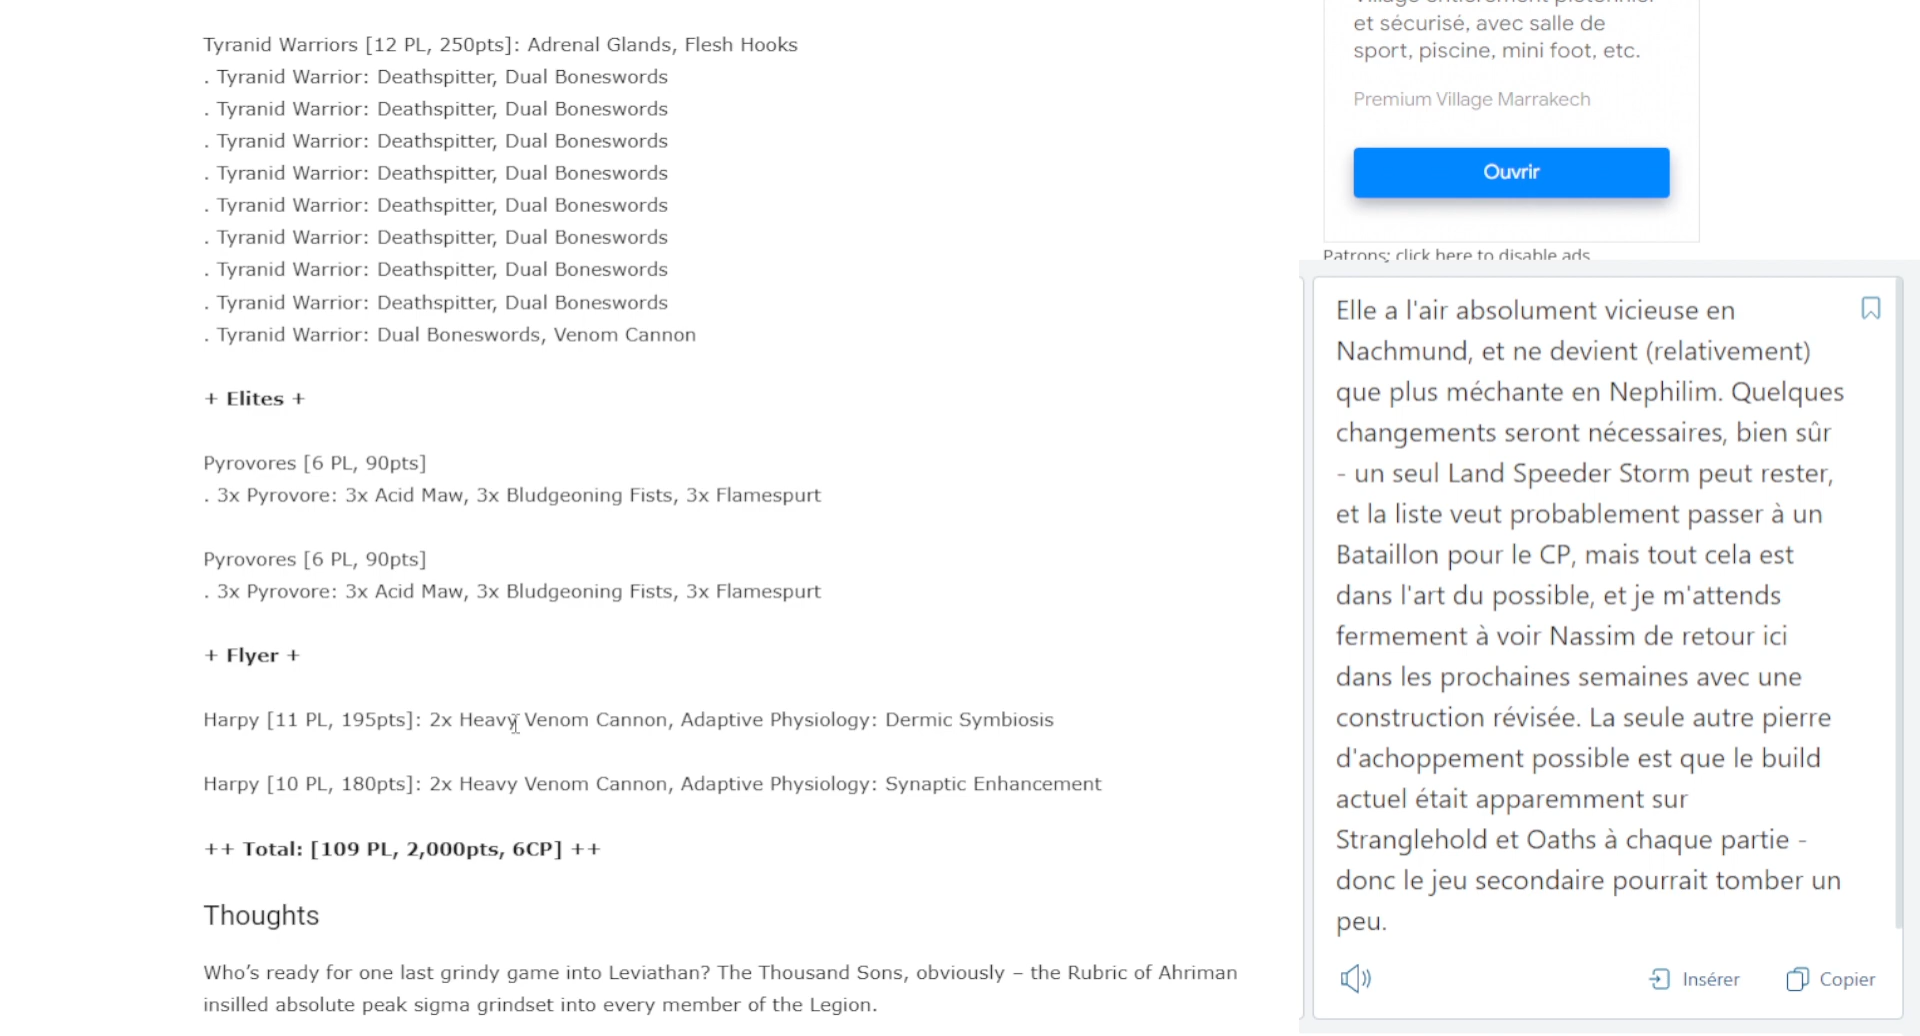 Tyranid Warriors [12 PL, 250pts]: Adrenal Glands, Flesh Hooks
. Tyranid Warrior: Deathspitter, Dual Boneswords
. Tyranid Warrior: Deathspitter, Dual Boneswords
. Tyranid Warrior: Deathspitter, Dual Boneswords
. Tyranid Warrior: Deathspitter, Dual Boneswords
. Tyranid Warrior: Deathspitter, Dual Boneswords
. Tyranid Warrior: Deathspitter, Dual Boneswords
. Tyranid Warrior: Deathspitter, Dual Boneswords
. Tyranid Warrior: Deathspitter, Dual Boneswords
. Tyranid Warrior: Dual Boneswords, Venom Cannon
+ Elites +
Pyrovores [6 PL, 90pts]
. 3x Pyrovore: 3x Acid Maw, 3x Bludgeoning Fists, 3x Flamespurt
Pyrovores [6 PL, 90pts]
. 3x Pyrovore: 3x Acid Maw, 3x Bludgeoning Fists, 3x Flamespurt
+ Flyer +
Harpy [11 PL, 195pts]: 2x Heavy Venom Cannon, Adaptive Physiology: Dermic Symbiosis
Harpy [10 PL, 180pts]: 2x Heavy Venom Cannon, Adaptive Physiology: Synaptic Enhancement
++ Total: [109 PL, 2,000pts, 6CP] ++
Thoughts
Who's ready for one last grindy game into Leviathan? The Thousand Sons, obviously – the Rubric of Ahriman
insilled absolute peak sigma grindset into every member of the Legion.
village entièrement piétonnier
et sécurisé, avec salle de
sport, piscine, mini foot, etc.
Premium Village Marrakech
Ouvrir
Patrons: click here to disable ads
Elle a l'air absolument vicieuse en
Nachmund, et ne devient (relativement)
que plus méchante en Nephilim. Quelques
changements seront nécessaires, bien sûr
- un seul Land Speeder Storm peut rester,
et la liste veut probablement passer à un
Bataillon pour le CP, mais tout cela est
dans l'art du possible, et je m'attends
fermement à voir Nassim de retour ici
dans les prochaines semaines avec une
construction révisée. La seule autre pierre
d'achoppement possible est que le build
actuel était apparemment sur
Stranglehold et Oaths à chaque partie -
donc le jeu secondaire pourrait tomber un
peu.
Insérer
Copier